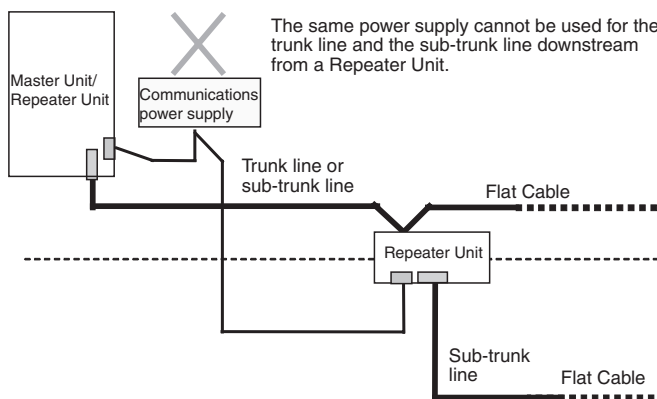 The same power supply cannot be used for the
trunk line and the sub-trunk line downstream
from a Repeater Unit.
Master Unit/
Repeater Unit
Communications
power supply
Trunk line or
sub-trunk line
Flat Cable
Repeater Unit
Sub-trunk
line
Flat Cable